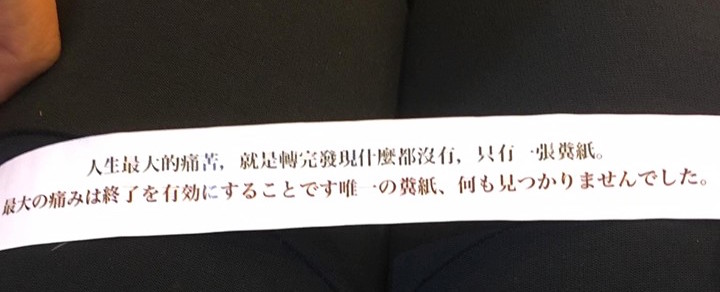 人生最大的痛苦，就是轉完發現什麼都沒有，只有一張糞紙。
最大の痛みは終了を有効にすることです唯一の糞紙、何も見つかりませんでした。